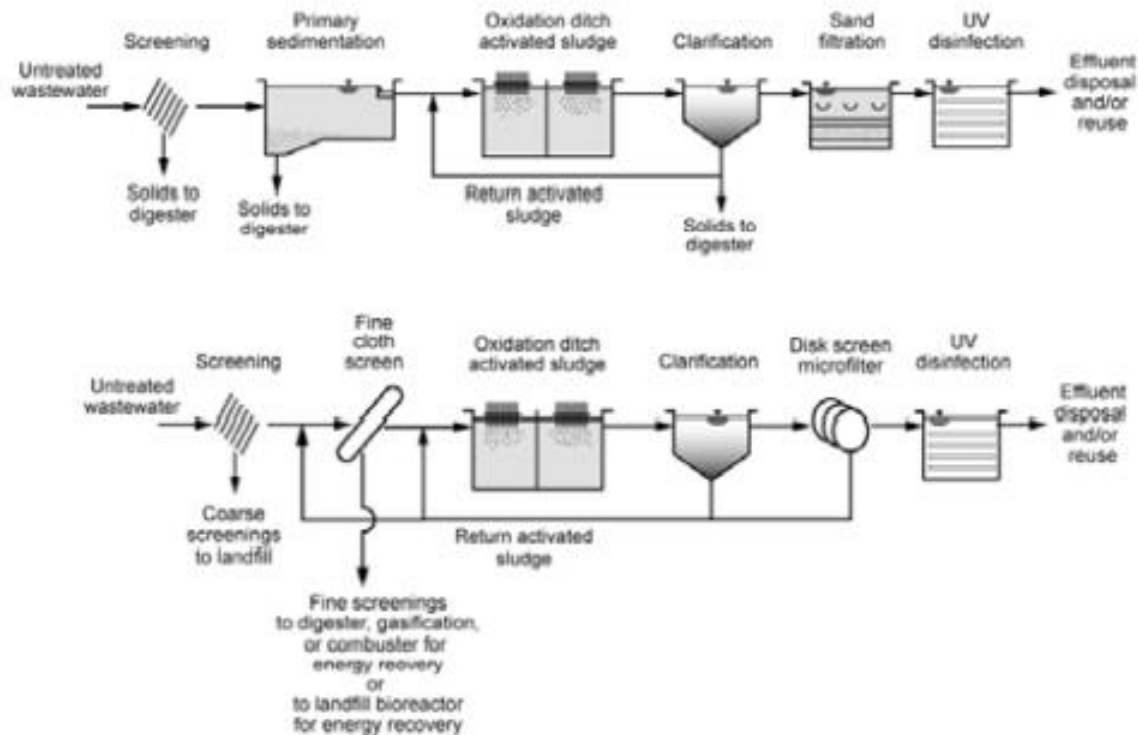 Screening
Primary
sedimentation
Oxidation ditch
activated sludge
Clarification
Sand
filtration
UV
disinfection
Untreated
wastewater
Effluent
disposal
and/or
reuse
Solids to
digester
Solids to
digester
Return activated
sludge
Solids to
digester
Screening
Fine
cloth
screen
Oxidation ditch
activated sludge
Clarification
Disk screen
microfilter
UV
disinfection
Untreated
wastewater
Effluent
disposal
and/or
reuse
Coarse
screenings
to landfill
Return activated
sludge
Fine screenings
to digester, gasification,
or combuster for
energy reovery
or
to landfill bioreactor
for energy recovery